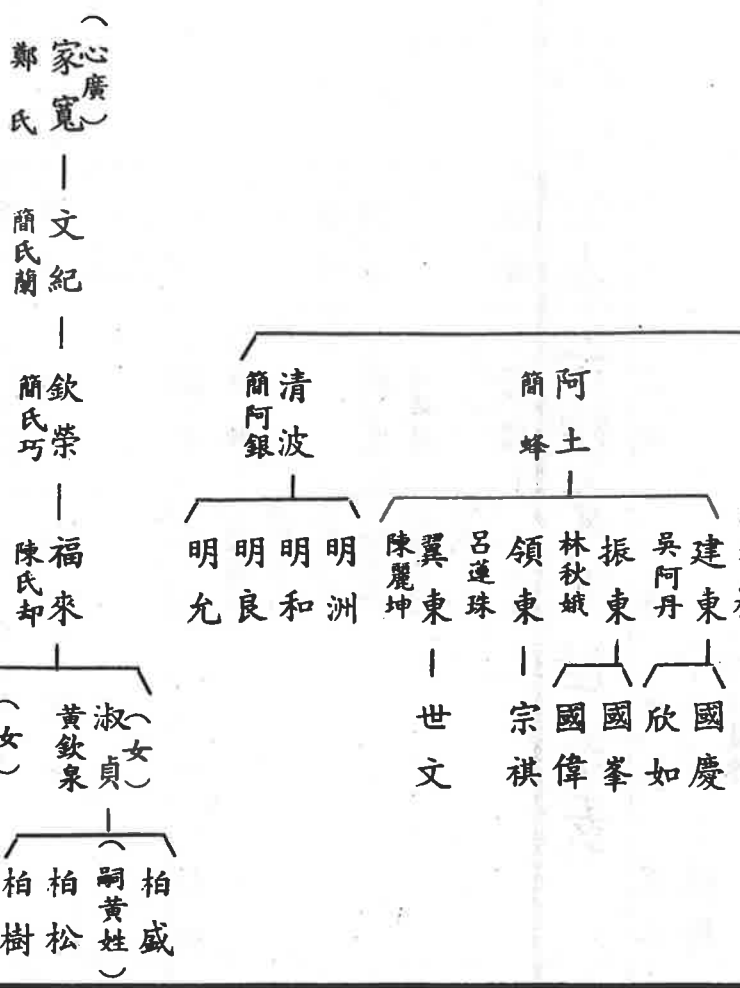 建東
吳阿丹
國慶
欣如
振東
林秋娥
國峯
國偉
領東
呂蓮珠
宗祺
翼東
陳麗坤
世文
阿土
簡蜂
清波
簡阿銀
明洲
明和
明良
明允
(心廣)
家寬
鄭氏
文紀
簡氏蘭
欽榮
簡氏巧
福來
陳氏却
(女)
淑貞
黃欽泉
柏盛
(嗣黃姓)
柏松
柏樹
(女)